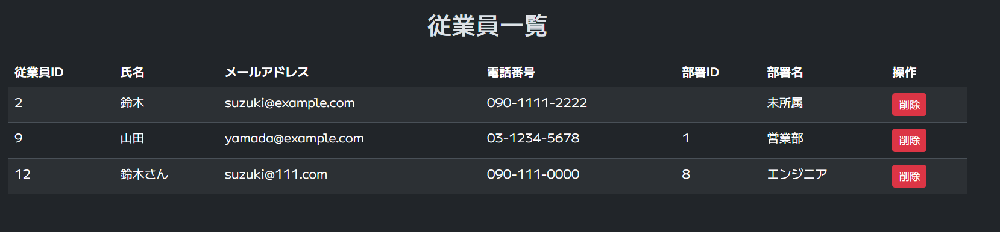 従業員一覧
従業員ID 氏名 メールアドレス 電話番号 部署ID 部署名 操作
2 鈴木 suzuki@example.com 090-1111-2222 未所属 削除
9 山田 yamada@example.com 03-1234-5678 1 営業部 削除
12 鈴木さん suzuki@111.com 090-111-0000 8 エンジニア 削除